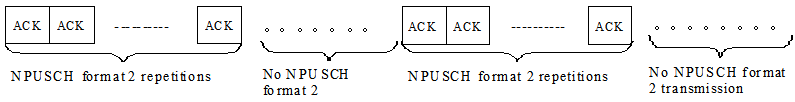 ACK ACK ACK ACK ACK ACK
NPUSCH format 2 repetitions
No NPUSCH
format 2
NPUSCH format 2 repetitions
No NPUSCH format
2 transmission